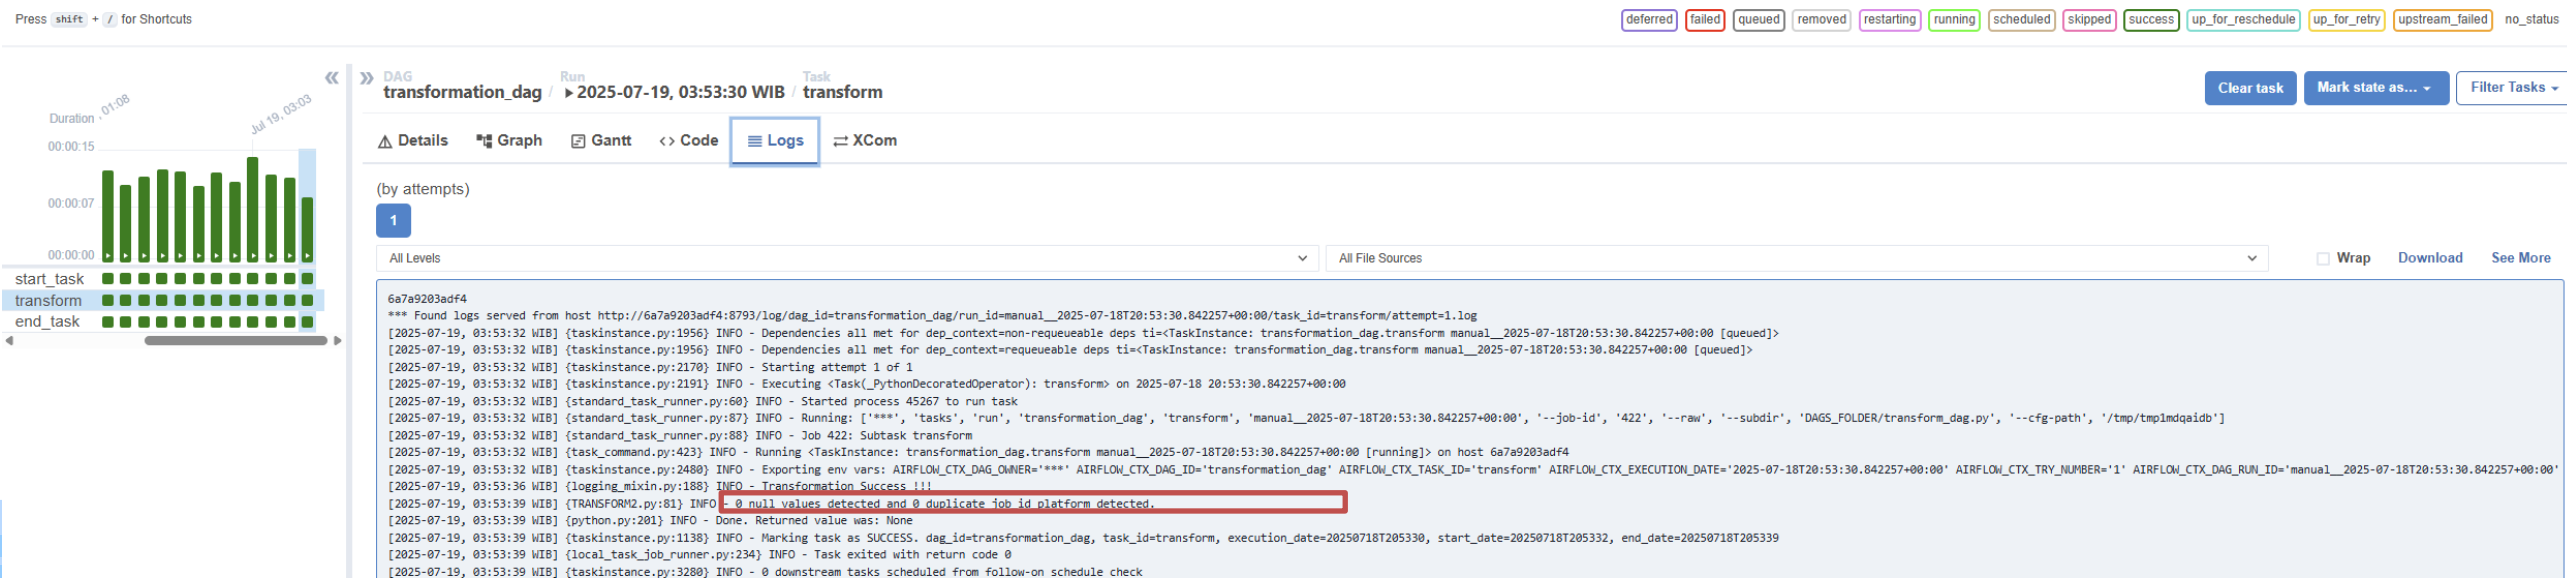 Press shift + / for Shortcuts
deferred failed queued removed restarting running scheduled skipped success up_for_reschedule up_for_retry upstream_failed no_status
DAG
transformation_dag
Run
2025-07-19, 03:53:30 WIB
Task
transform
Clear task
Mark state as...
Filter Tasks
, 01:08
Jul 19, 03:03
Duration
00:00:15
00:00:07
00:00:00
start_task
transform
end_task
Details
Graph
Gantt
Code
Logs
XCom
(by attempts)
1
All Levels
All File Sources
Wrap
Download
See More
6a7a9203adf4
*** Found logs served from host http://6a7a9203adf4:8793/log/dag_id=transformation_dag/run_id=manual__2025-07-18T20:53:30.842257+00:00/task_id=transform/attempt=1.log
[2025-07-19, 03:53:32 WIB] {taskinstance.py:1956} INFO - Dependencies all met for dep_context=non-requeueable deps ti=<TaskInstance: transformation_dag.transform manual__2025-07-18T20:53:30.842257+00:00 [queued]>
[2025-07-19, 03:53:32 WIB] {taskinstance.py:1956} INFO - Dependencies all met for dep_context=requeueable deps ti=<TaskInstance: transformation_dag.transform manual__2025-07-18T20:53:30.842257+00:00 [queued]>
[2025-07-19, 03:53:32 WIB] {taskinstance.py:2170} INFO - Starting attempt 1 of 1
[2025-07-19, 03:53:32 WIB] {taskinstance.py:2191} INFO - Executing <Task(_PythonDecoratedOperator): transform> on 2025-07-18 20:53:30.842257+00:00
[2025-07-19, 03:53:32 WIB] {standard_task_runner.py:60} INFO - Started process 45267 to run task
[2025-07-19, 03:53:32 WIB] {standard_task_runner.py:87} INFO - Running: ['***', 'tasks', 'run', 'transformation_dag', 'transform', 'manual__2025-07-18T20:53:30.842257+00:00', '--job-id', '422', '--raw', '--subdir', 'DAGS_FOLDER/transform_dag.py', '--cfg-path', '/tmp/tmp1mdqaidb']
[2025-07-19, 03:53:32 WIB] {standard_task_runner.py:88} INFO - Job 422: Subtask transform
[2025-07-19, 03:53:32 WIB] {task_command.py:423} INFO - Running <TaskInstance: transformation_dag.transform manual__2025-07-18T20:53:30.842257+00:00 [running]> on host 6a7a9203adf4
[2025-07-19, 03:53:32 WIB] {taskinstance.py:2480} INFO - Exporting env vars: AIRFLOW_CTX_DAG_OWNER='***' AIRFLOW_CTX_DAG_ID='transformation_dag' AIRFLOW_CTX_TASK_ID='transform' AIRFLOW_CTX_EXECUTION_DATE='2025-07-18T20:53:30.842257+00:00' AIRFLOW_CTX_TRY_NUMBER='1' AIRFLOW_CTX_DAG_RUN_ID='manual__2025-07-18T20:53:30.842257+00:00'
[2025-07-19, 03:53:36 WIB] {logging_mixin.py:188} INFO - Transformation Success !!!
[2025-07-19, 03:53:39 WIB] {TRANSFORM2.py:81} INFO - 0 null values detected and 0 duplicate job id platform detected.
[2025-07-19, 03:53:39 WIB] {python.py:201} INFO - Done. Returned value was: None
[2025-07-19, 03:53:39 WIB] {taskinstance.py:1138} INFO - Marking task as SUCCESS. dag_id=transformation_dag, task_id=transform, execution_date=20250718T205330, start_date=20250718T205332, end_date=20250718T205339
[2025-07-19, 03:53:39 WIB] {local_task_job_runner.py:234} INFO - Task exited with return code 0
[2025-07-19, 03:53:39 WIB] {taskinstance.py:3280} INFO - 0 downstream tasks scheduled from follow-on schedule check